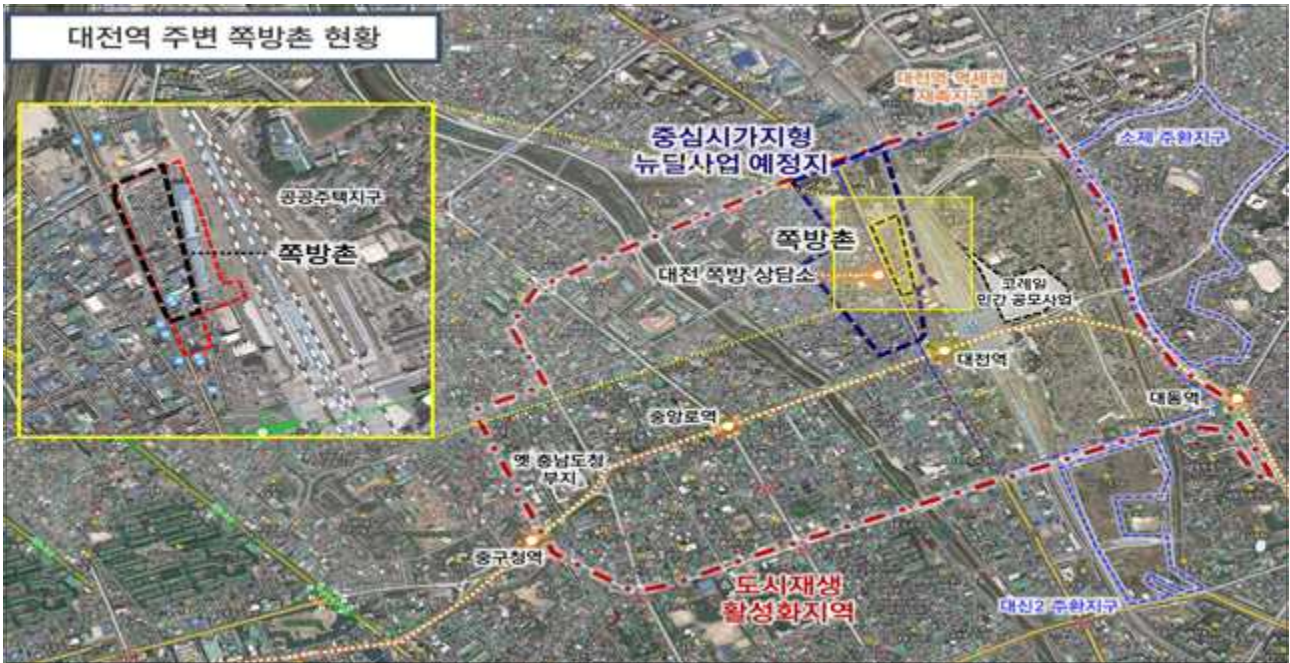 대전역 주변 쪽방촌 현황
대전역 역세권
재촉지구
중심시가지형
뉴딜사업 예정지
소제 주환지구
공공주택지구
쪽방촌
쪽방촌
대전 쪽방 상담소
코레일
민간 공모사업
대전역
대동역
중앙로역
옛 충남도청
부지
중구청역
도시재생
활성화지역
대신2 주환지구